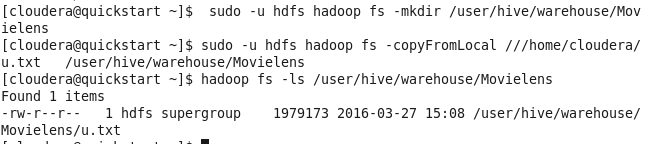 [cloudera@quickstart ~]$  sudo -u hdfs hadoop fs -mkdir /user/hive/warehouse/Mov
ielens
[cloudera@quickstart ~]$ sudo -u hdfs hadoop fs -copyFromLocal ///home/cloudera/
u.txt   /user/hive/warehouse/Movielens
[cloudera@quickstart ~]$ hadoop fs -ls /user/hive/warehouse/Movielens
Found 1 items
-rw-r--r--   1 hdfs supergroup    1979173 2016-03-27 15:08 /user/hive/warehouse/
Movielens/u.txt